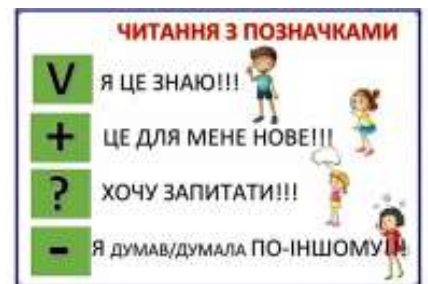 ЧИТАННЯ З ПОЗНАЧКАМИ
V Я ЦЕ ЗНАЮ!!!
+ ЦЕ ДЛЯ МЕНЕ НОВЕ!!!
? ХОЧУ ЗАПИТАТИ!!!
- Я ДУМАВ/ДУМАЛА ПО-ІНШОМУ!!!